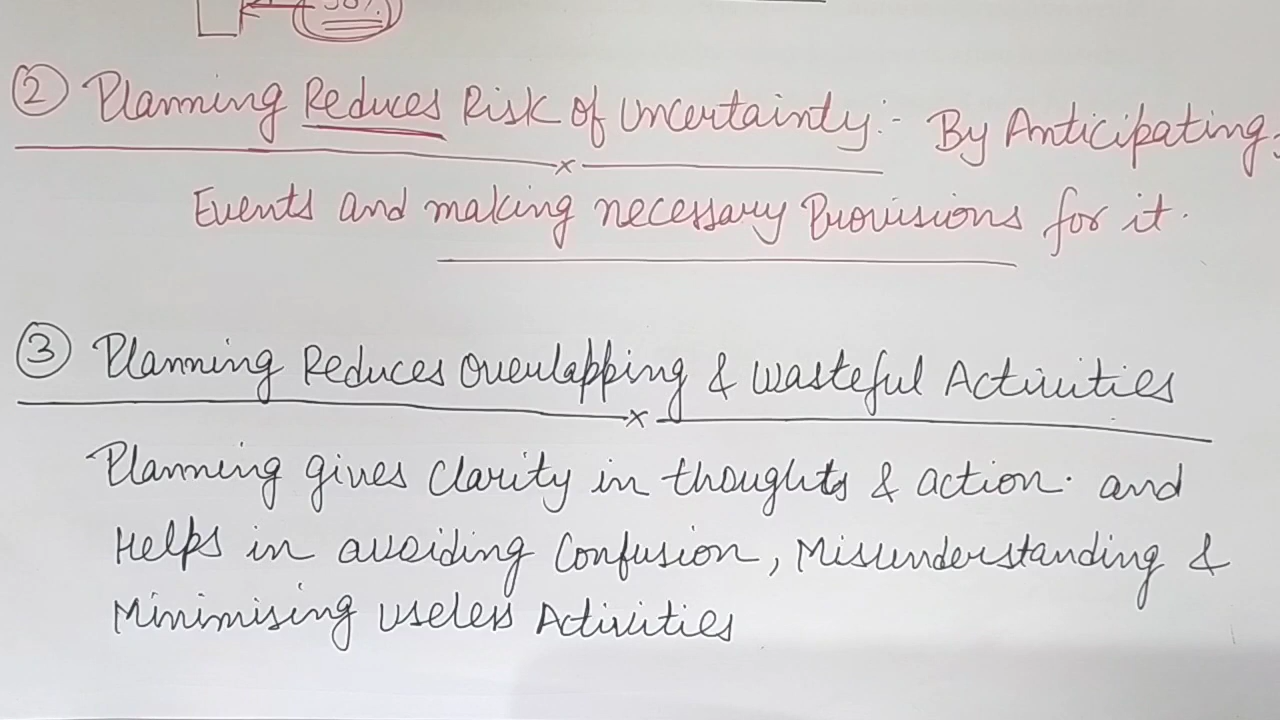 ② Planning Reduces Risk of Uncertainty:- By Anticipating
Events and making necessary Provisions for it.
③ Planning Reduces Overlapping & Wasteful Activities
Planning gives Clarity in thoughts & action. and
Helps in avoiding Confusion, Misunderstanding &
Minimising Useless Activities